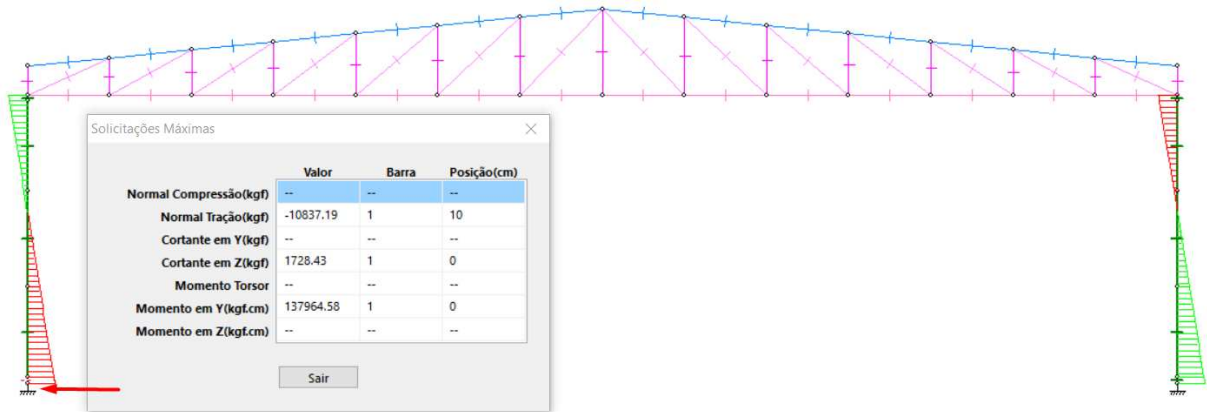 Solicitações Máximas
Valor Barra Posição(cm)
Normal Compressão(kgf) -- -- --
Normal Tração(kgf) -10837.19 1 10
Cortante em Y(kgf) -- -- --
Cortante em Z(kgf) 1728.43 1 0
Momento Torsor -- -- --
Momento em Y(kgf.cm) 137964.58 1 0
Momento em Z(kgf.cm) -- -- --
Sair